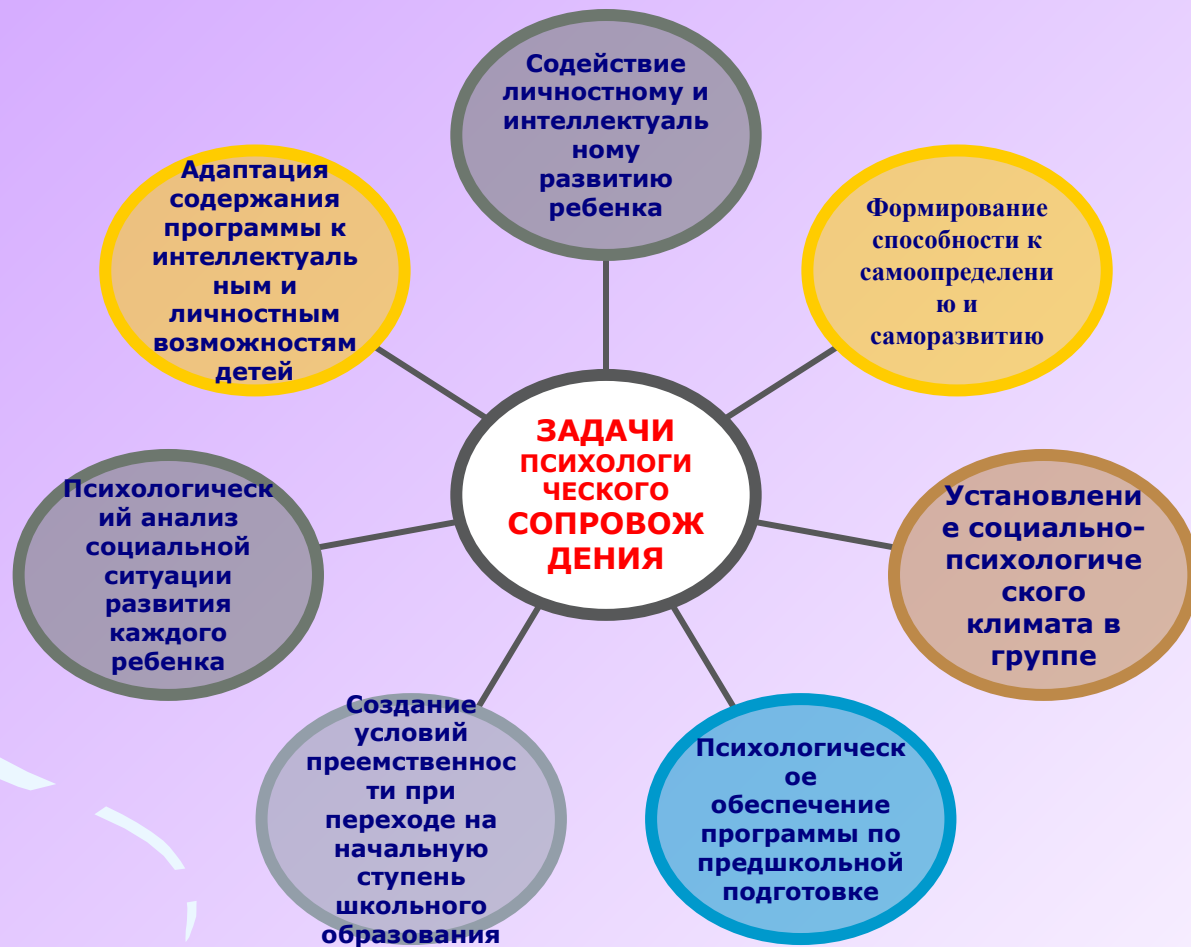 Содействие
личностному и
интеллектуаль
ному
развитию
ребенка
Адаптация
содержания
программы к
интеллектуаль
ным и
личностным
возможностям
детей
Формирование
способности к
самоопределени
ю и
саморазвитию
ЗАДАЧИ
ПСИХОЛОГИ
ЧЕСКОГО
СОПРОВОЖ
ДЕНИЯ
Психологическ
ий анализ
социальной
ситуации
развития
каждого
ребенка
Установлени
е социально-
психологиче
ского
климата в
группе
Создание
условий
преемственнос
ти при
переходе на
начальную
ступень
школьного
образования
Психологическ
ое
обеспечение
программы по
предшкольной
подготовке